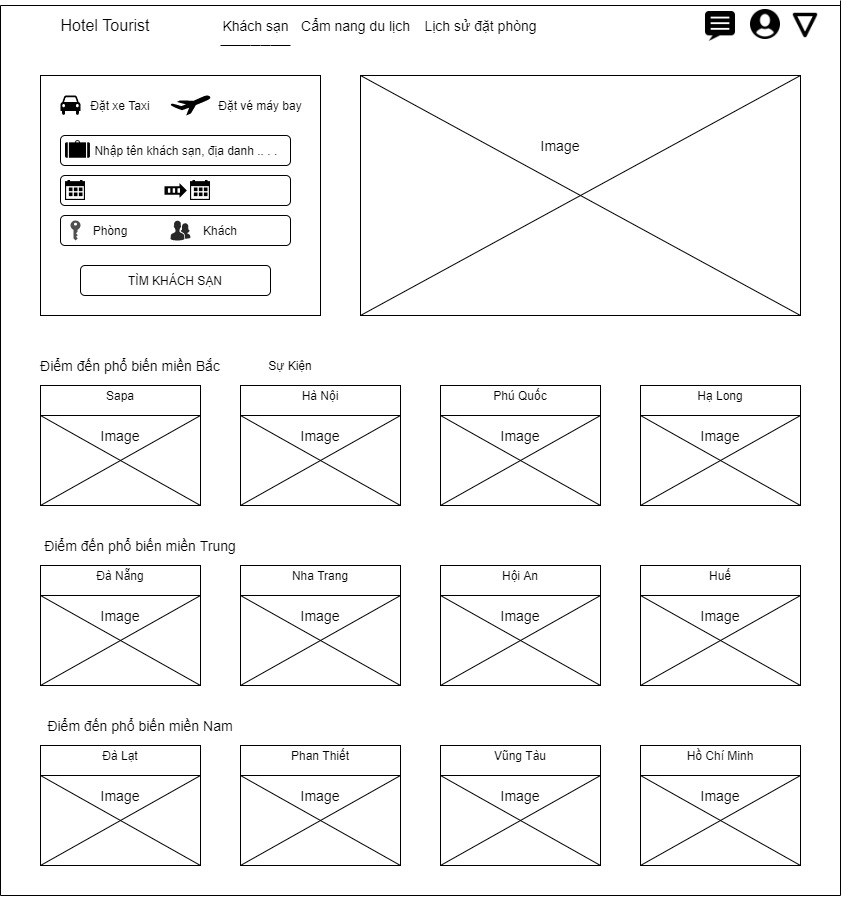 Hotel Tourist
Khách sạn Cẩm nang du lịch Lịch sử đặt phòng
Đặt xe Taxi Đặt vé máy bay
Nhập tên khách sạn, địa danh .. . .
Phòng Khách
TÌM KHÁCH SẠN
Image
Điểm đến phổ biến miền Bắc Sự Kiện
Sapa Hà Nội Phú Quốc Hạ Long
Image Image Image Image
Điểm đến phổ biến miền Trung
Đà Nẵng Nha Trang Hội An Huế
Image Image Image Image
Điểm đến phổ biến miền Nam
Đà Lạt Phan Thiết Vũng Tàu Hồ Chí Minh
Image Image Image Image